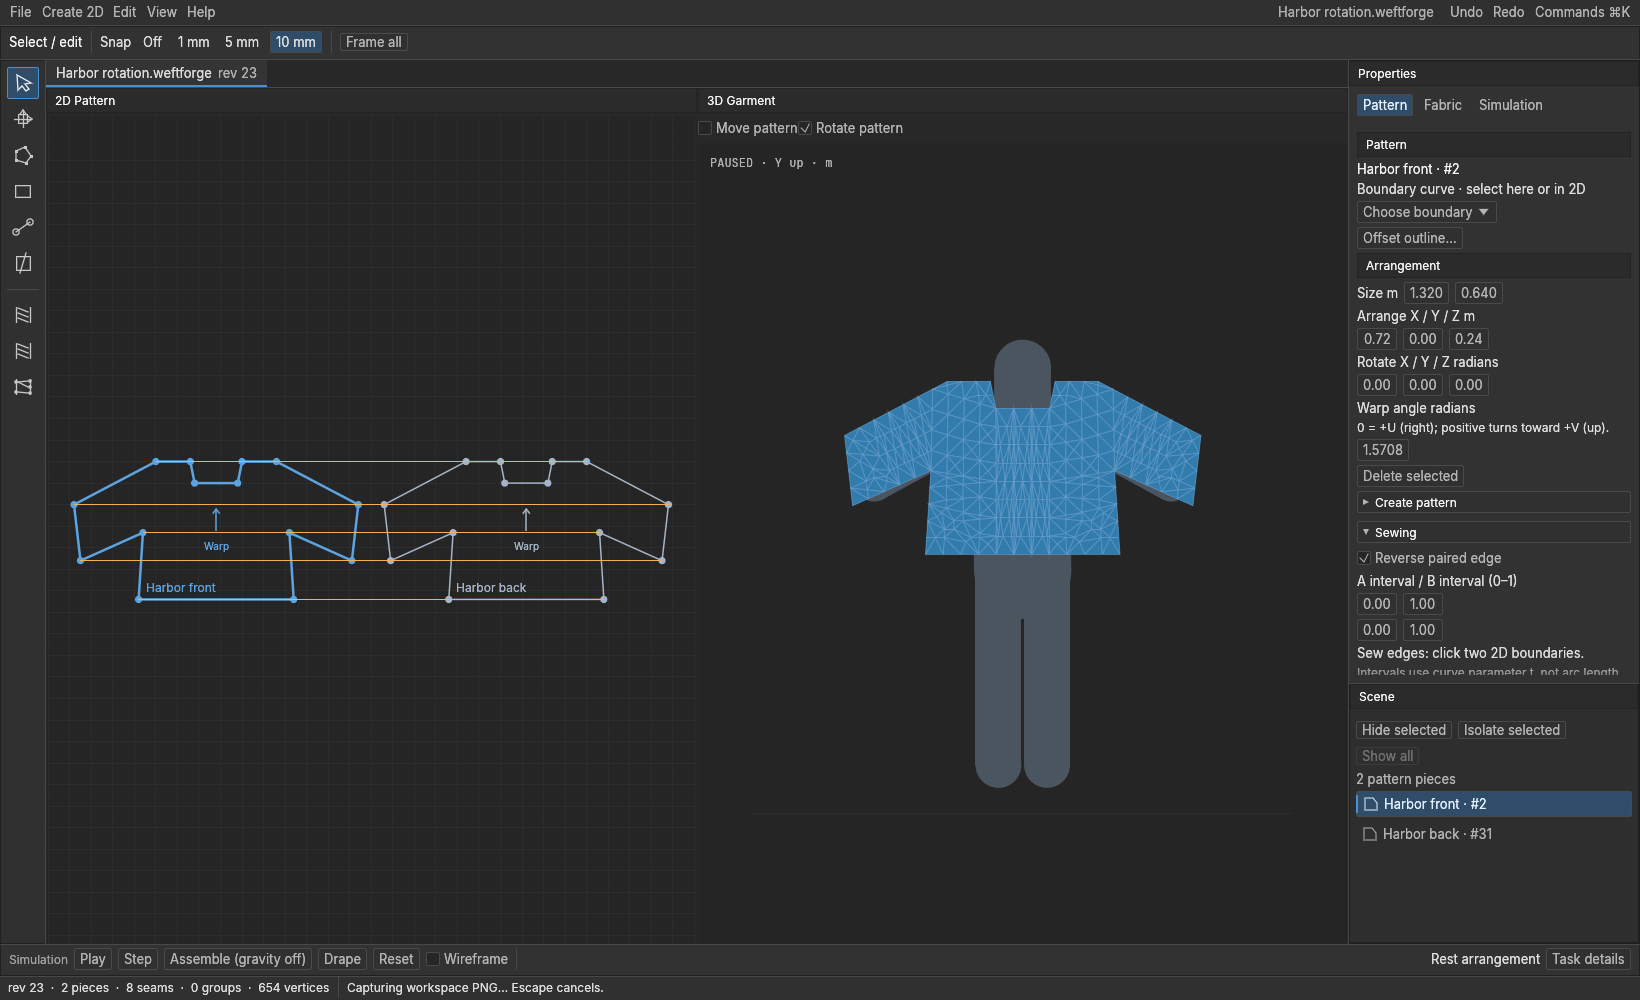 File Create 2D Edit View Help
Harbor rotation.weftforge Undo Redo Commands ⌘K
Select / edit Snap Off 1 mm 5 mm 10 mm Frame all
Harbor rotation.weftforge rev 23
2D Pattern
Warp
Warp
Harbor front
Harbor back
3D Garment
Move pattern Rotate pattern
PAUSED · Y up · m
Properties
Pattern Fabric Simulation
Pattern
Harbor front · #2
Boundary curve · select here or in 2D
Choose boundary
Offset outline...
Arrangement
Size m 1.320 0.640
Arrange X / Y / Z m
0.72 0.00 0.24
Rotate X / Y / Z radians
0.00 0.00 0.00
Warp angle radians
0 = +U (right); positive turns toward +V (up).
1.5708
Delete selected
Create pattern
Sewing
Reverse paired edge
A interval / B interval (0–1)
0.00 1.00
0.00 1.00
Sew edges: click two 2D boundaries.
Intervals use curve parameter t, not arc length
Scene
Hide selected Isolate selected
Show all
2 pattern pieces
Harbor front · #2
Harbor back · #31
Simulation Play Step Assemble (gravity off) Drape Reset Wireframe
Rest arrangement Task details
rev 23 · 2 pieces · 8 seams · 0 groups · 654 vertices Capturing workspace PNG... Escape cancels.